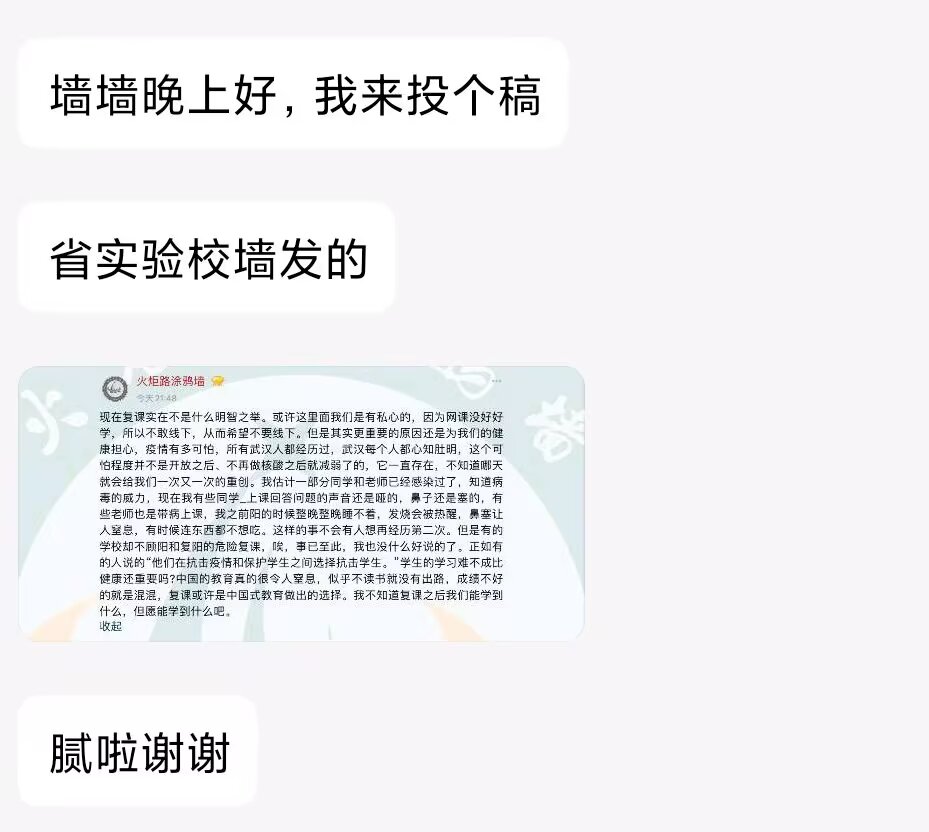 墙墙晚上好，我来投个稿
省实验校墙发的
火炬路涂鸦墙
今天21:48
现在复课实在不是什么明智之举。或许这里面我们是有私心的，因为网课没好好
学，所以不敢线下，从而希望不要线下。但是其实更重要的原因还是为我们的健
康担心，疫情有多可怕，所有武汉人都经历过，武汉每个人都心知肚明，这个可
怕程度并不是开放之后、不再做核酸之后就减弱了的，它一直存在，不知道哪天
就会给我们一次又一次的重创。我估计一部分同学和老师已经感染过了，知道病
毒的威力，现在我有些同学_上课回答问题的声音还是哑的，鼻子还是塞的，有
些老师也是带病上课，我之前阳的时候整晚整晚睡不着，发烧会被热醒，鼻塞让
人窒息，有时候连东西都不想吃。这样的事不会有人想再经历第二次。但是有的
学校却不顾阳和复阳的危险复课，唉，事已至此，我也没什么好说的了。正如有
的人说的“他们在抗击疫情和保护学生之间选择抗击学生。”学生的学习难不成比
健康还重要吗?中国的教育真的很令人窒息，似乎不读书就没有出路，成绩不好
的就是混混，复课或许是中国式教育做出的选择。我不知道复课之后我们能学到
什么，但愿能学到什么吧。
收起
腻啦谢谢